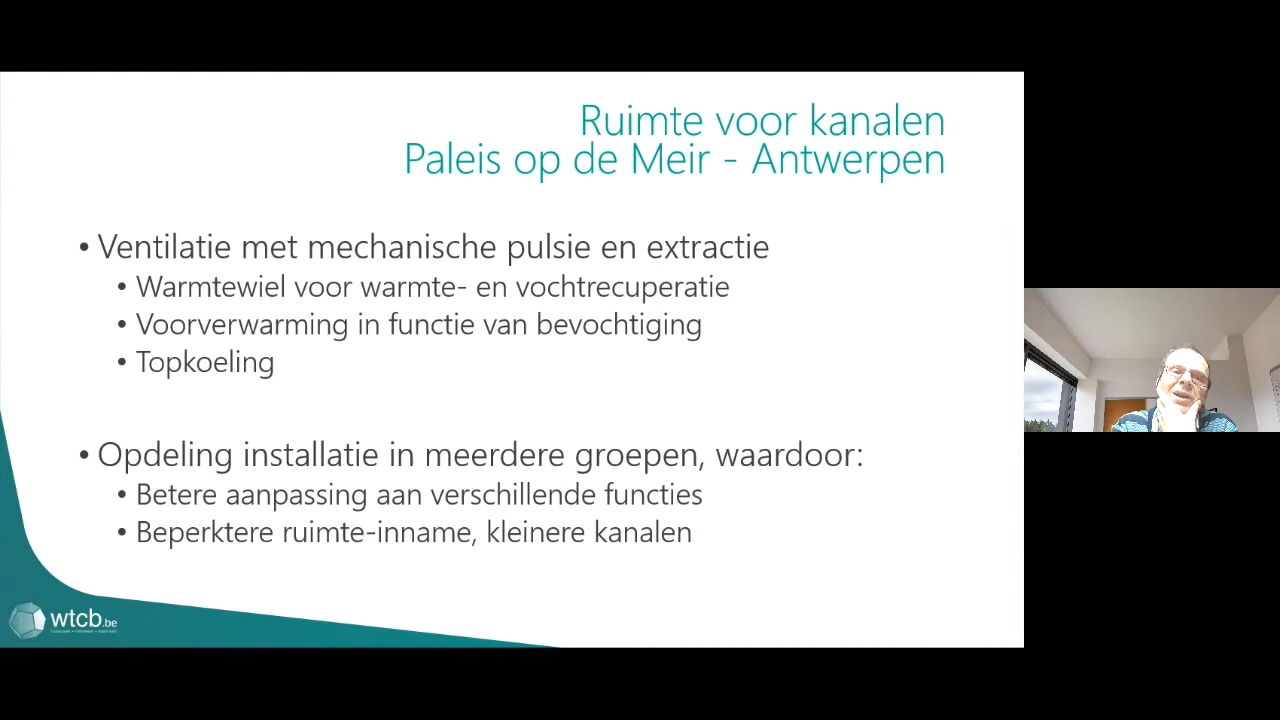 Ruimte voor kanalen
Paleis op de Meir - Antwerpen
• Ventilatie met mechanische pulsie en extractie
• Warmtewiel voor warmte- en vochtrecuperatie
• Voorverwarming in functie van bevochtiging
• Topkoeling
• Opdeling installatie in meerdere groepen, waardoor:
• Betere aanpassing aan verschillende functies
• Beperktere ruimte-inname, kleinere kanalen
wtcb.be